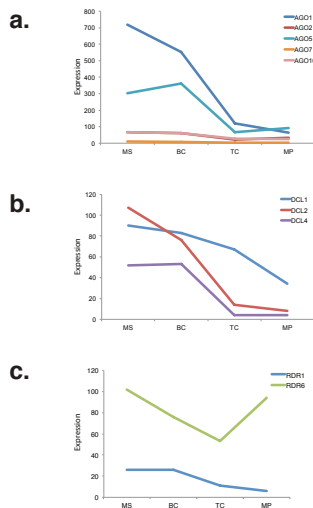 a.
800
700
600
500
400
300
200
100
0
Expression
MS BC TC MP
AGO1
AGO2
AGO5
AGO7
b.
120
100
80
60
40
20
0
Expression
MS BC TC MP
DCL1
DCL2
DCL4
c.
120
100
80
60
40
20
0
Expression
MS BC TC MP
RDR1
RDR6